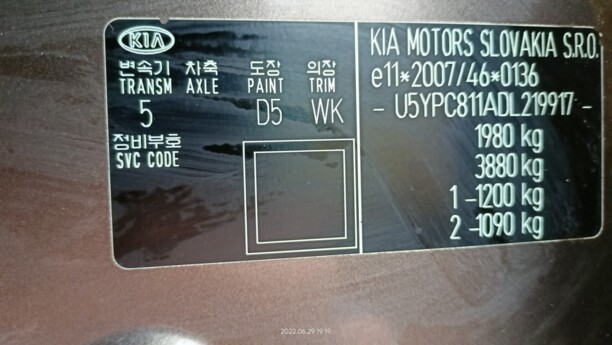 KIA
변속기 차축 도장 의장
TRANSM AXLE PAINT TRIM
5 D5 WK
정비부호
SVC CODE
KIA MOTORS SLOVAKIA S.R.O.
e11*2007/46*0136
- U5YPC811ADL219917 -
1980 kg
3880 kg
1 -1200 kg
2 -1090 kg
2022.06.29 19:19